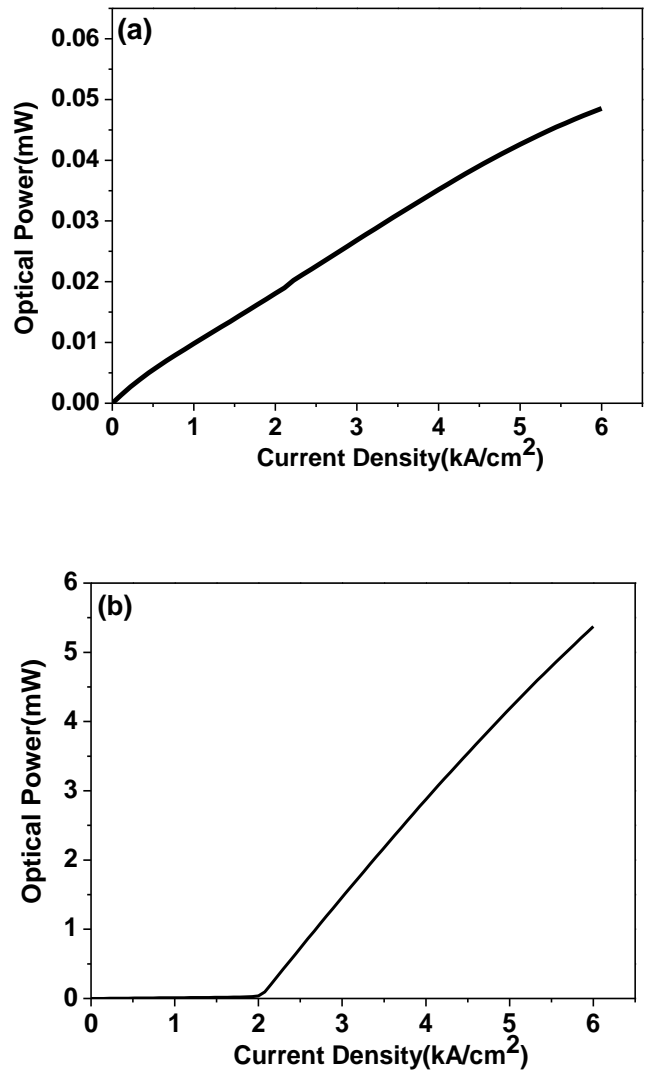 (a)
0.06
0.05
0.04
0.03
0.02
0.01
0.00
Optical Power(mW)
0 1 2 3 4 5 6
Current Density(kA/cm²)
(b)
6
5
4
3
2
1
0
Optical Power(mW)
0 1 2 3 4 5 6
Current Density(kA/cm²)